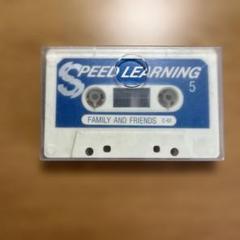 SPEED LEARNING
5
FAMILY AND FRIENDS